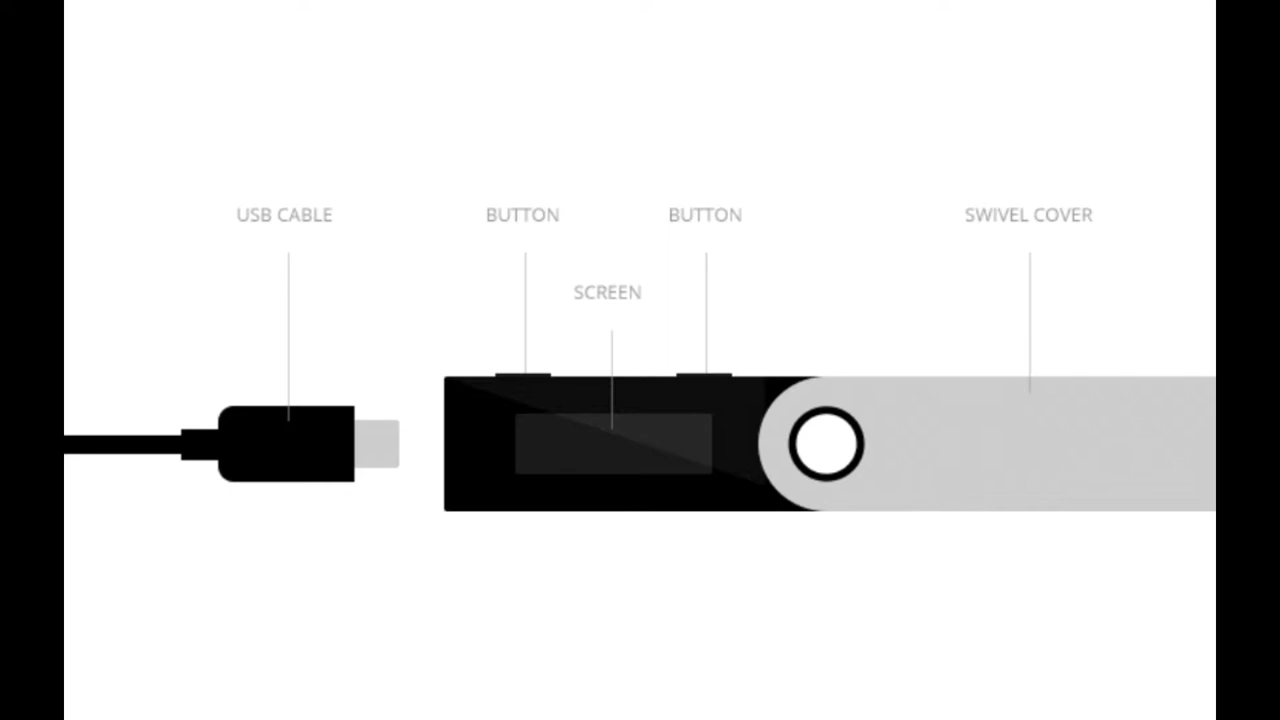 USB CABLE
BUTTON
BUTTON
SWIVEL COVER
SCREEN